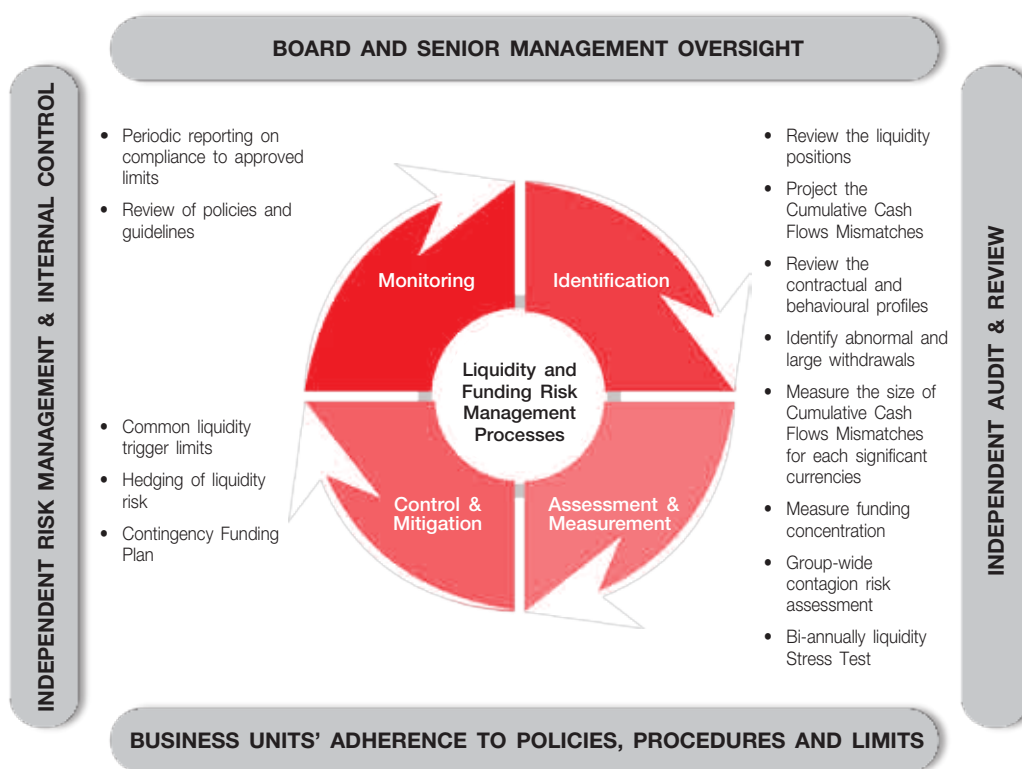 BOARD AND SENIOR MANAGEMENT OVERSIGHT
INDEPENDENT RISK MANAGEMENT & INTERNAL CONTROL
• Periodic reporting on
compliance to approved
limits
• Review of policies and
guidelines
• Common liquidity
trigger limits
• Hedging of liquidity
risk
• Contingency Funding
Plan
Monitoring
Identification
Liquidity and
Funding Risk
Management
Processes
Control &
Mitigation
Assessment &
Measurement
• Review the liquidity
positions
• Project the
Cumulative Cash
Flows Mismatches
• Review the
contractual and
behavioural profiles
• Identify abnormal and
large withdrawals
• Measure the size of
Cumulative Cash
Flows Mismatches
for each significant
currencies
• Measure funding
concentration
• Group-wide
contagion risk
assessment
• Bi-annually liquidity
Stress Test
INDEPENDENT AUDIT & REVIEW
BUSINESS UNITS' ADHERENCE TO POLICIES, PROCEDURES AND LIMITS